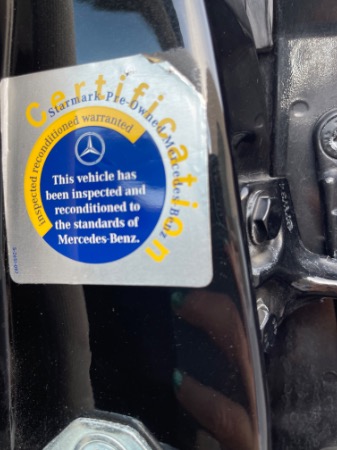 Certification
Starmark Pre-Owned Mercedes-Benz
inspected reconditioned warranted
This vehicle has
been inspected and
reconditioned to
the standards of
Mercedes-Benz.